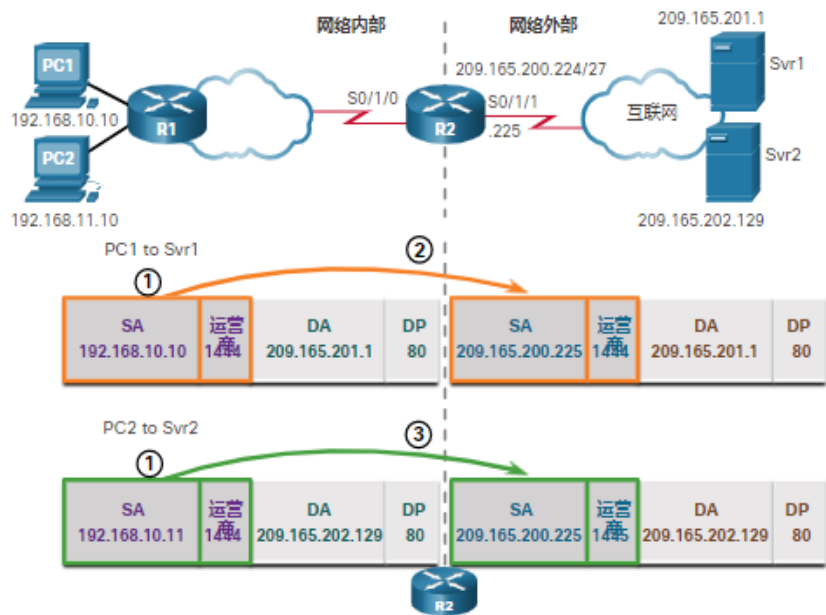 网络内部
网络外部
209.165.201.1
PC1
Svr1
209.165.200.224/27
S0/1/0
S0/1/1
192.168.10.10
R1
R2
.225
互联网
PC2
Svr2
192.168.11.10
209.165.202.129
PC1 to Svr1
①
②
SA
运营商
DA
DP
SA
运营商
DA
DP
192.168.10.10
1444
209.165.201.1
80
209.165.200.225
1444
209.165.201.1
80
PC2 to Svr2
①
③
SA
运营商
DA
DP
SA
运营商
DA
DP
192.168.10.11
1444
209.165.202.129
80
209.165.200.225
1445
209.165.202.129
80
R2